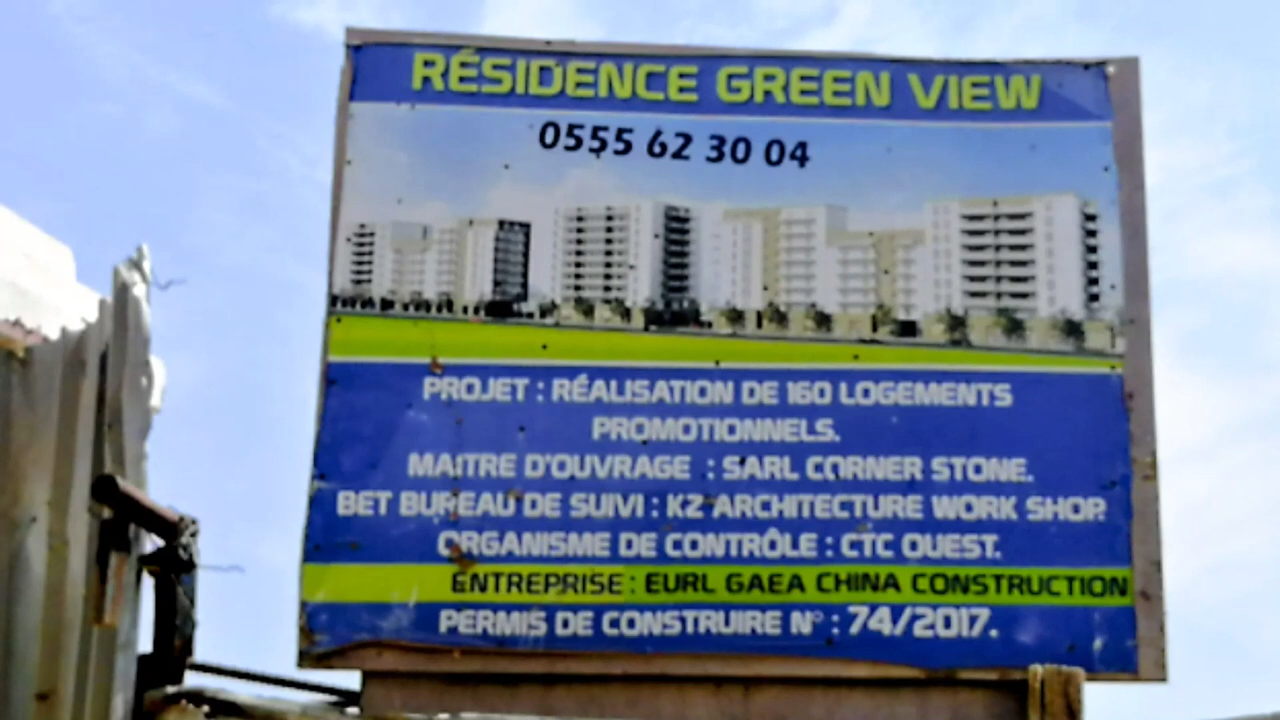 RÉSIDENCE GREEN VIEW
0555 62 30 04
PROJET : RÉALISATION DE 160 LOGEMENTS
PROMOTIONNELS.
MAITRE D'OUVRAGE : SARL CORNER STONE.
BET BUREAU DE SUIVI : KZ ARCHITECTURE WORK SHOP.
ORGANISME DE CONTRÔLE : CTC OUEST.
ENTREPRISE : EURL GAEA CHINA CONSTRUCTION
PERMIS DE CONSTRUIRE N° : 74/2017.